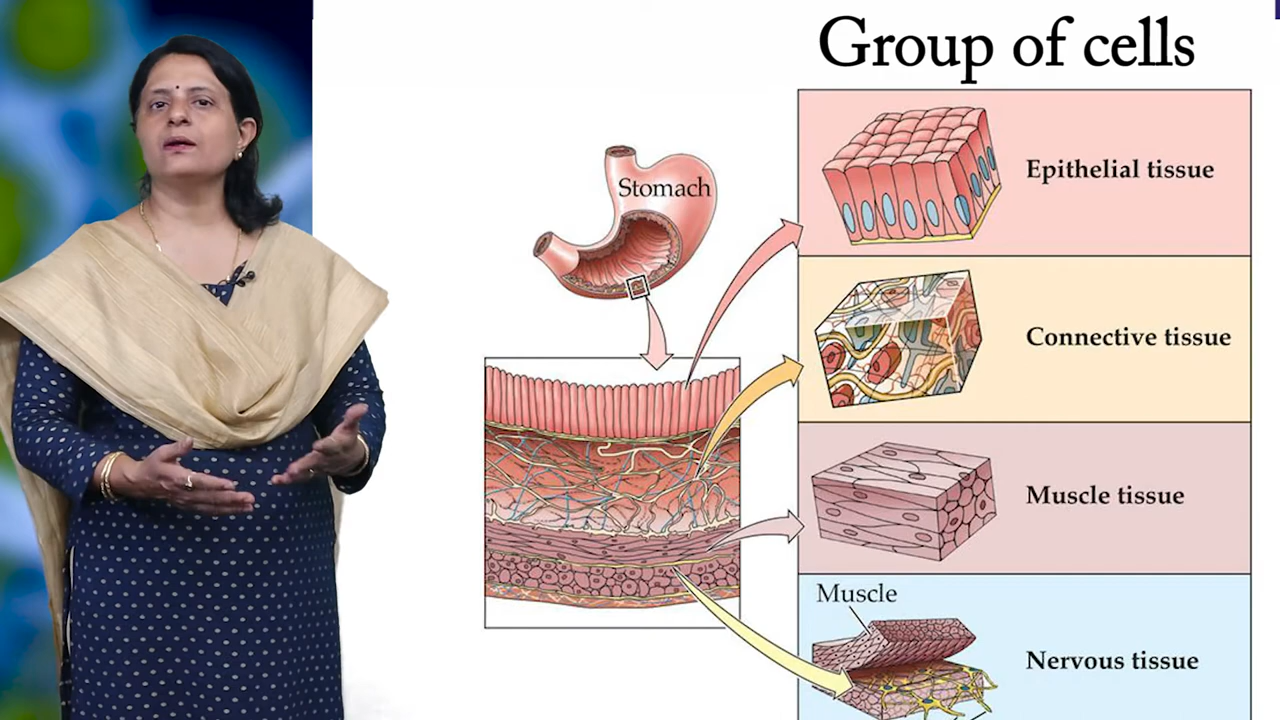 Group of cells
Stomach
Epithelial tissue
Connective tissue
Muscle tissue
Muscle
Nervous tissue